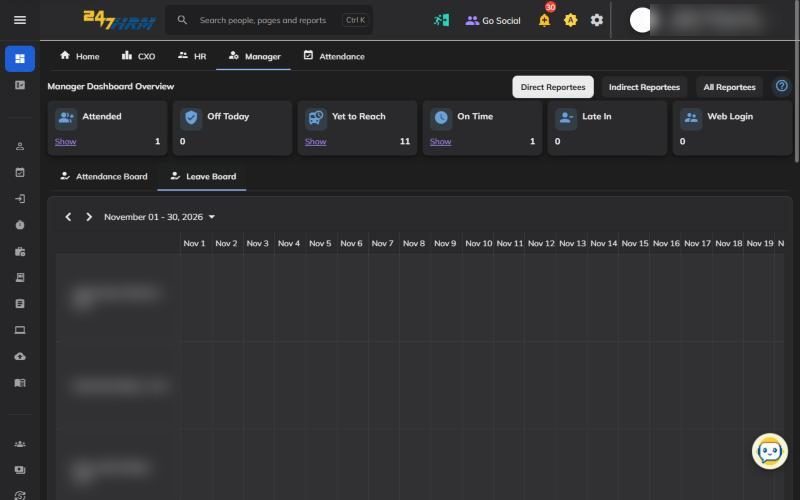 247HRM
Search people, pages and reports
Ctrl K
Go Social
30
A
Home
CXO
HR
Manager
Attendance
Manager Dashboard Overview
Direct Reportees
Indirect Reportees
All Reportees
?
Attended
Show
1
Off Today
0
Yet to Reach
Show
11
On Time
Show
1
Late In
0
Web Login
0
Attendance Board
Leave Board
November 01 - 30, 2026
Nov 1 Nov 2 Nov 3 Nov 4 Nov 5 Nov 6 Nov 7 Nov 8 Nov 9 Nov 10 Nov 11 Nov 12 Nov 13 Nov 14 Nov 15 Nov 16 Nov 17 Nov 18 Nov 19 N